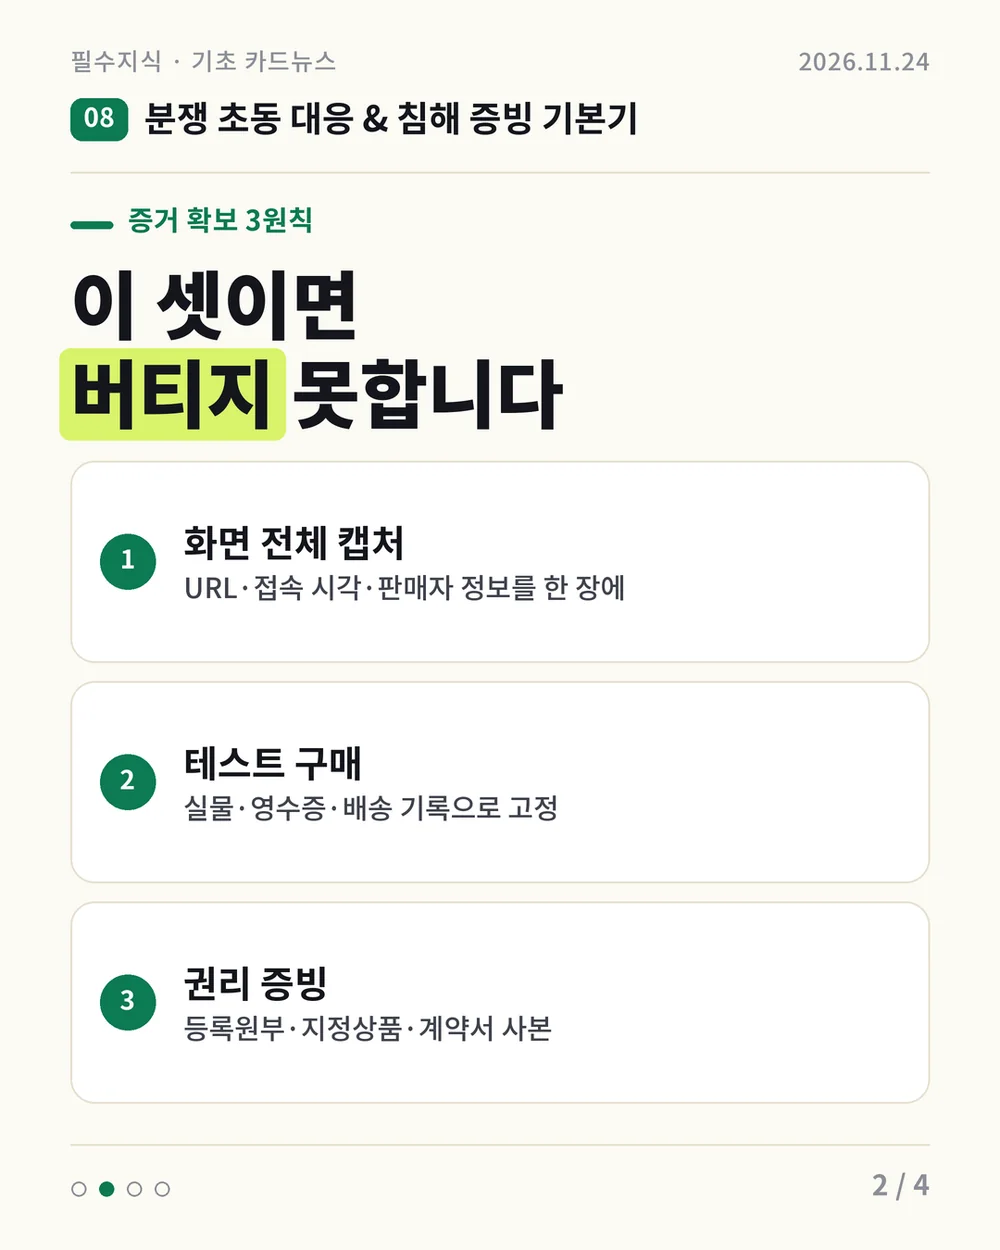 필수지식 · 기초 카드뉴스
2026.11.24
08 분쟁 초동 대응 & 침해 증빙 기본기
증거 확보 3원칙
이 셋이면
버티지 못합니다
1
화면 전체 캡처
URL·접속 시각·판매자 정보를 한 장에
2
테스트 구매
실물·영수증·배송 기록으로 고정
3
권리 증빙
등록원부·지정상품·계약서 사본
2 / 4